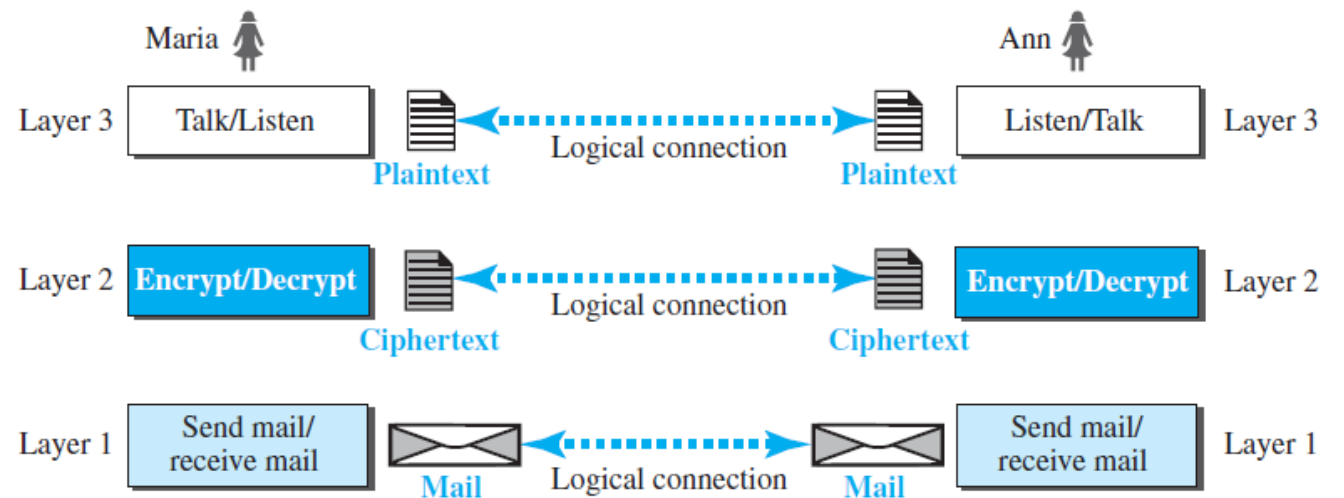 Maria
Ann
Layer 3
Talk/Listen
Logical connection
Listen/Talk
Layer 3
Plaintext
Plaintext
Layer 2
Encrypt/Decrypt
Logical connection
Encrypt/Decrypt
Layer 2
Ciphertext
Ciphertext
Layer 1
Send mail/
receive mail
Logical connection
Send mail/
receive mail
Layer 1
Mail
Mail